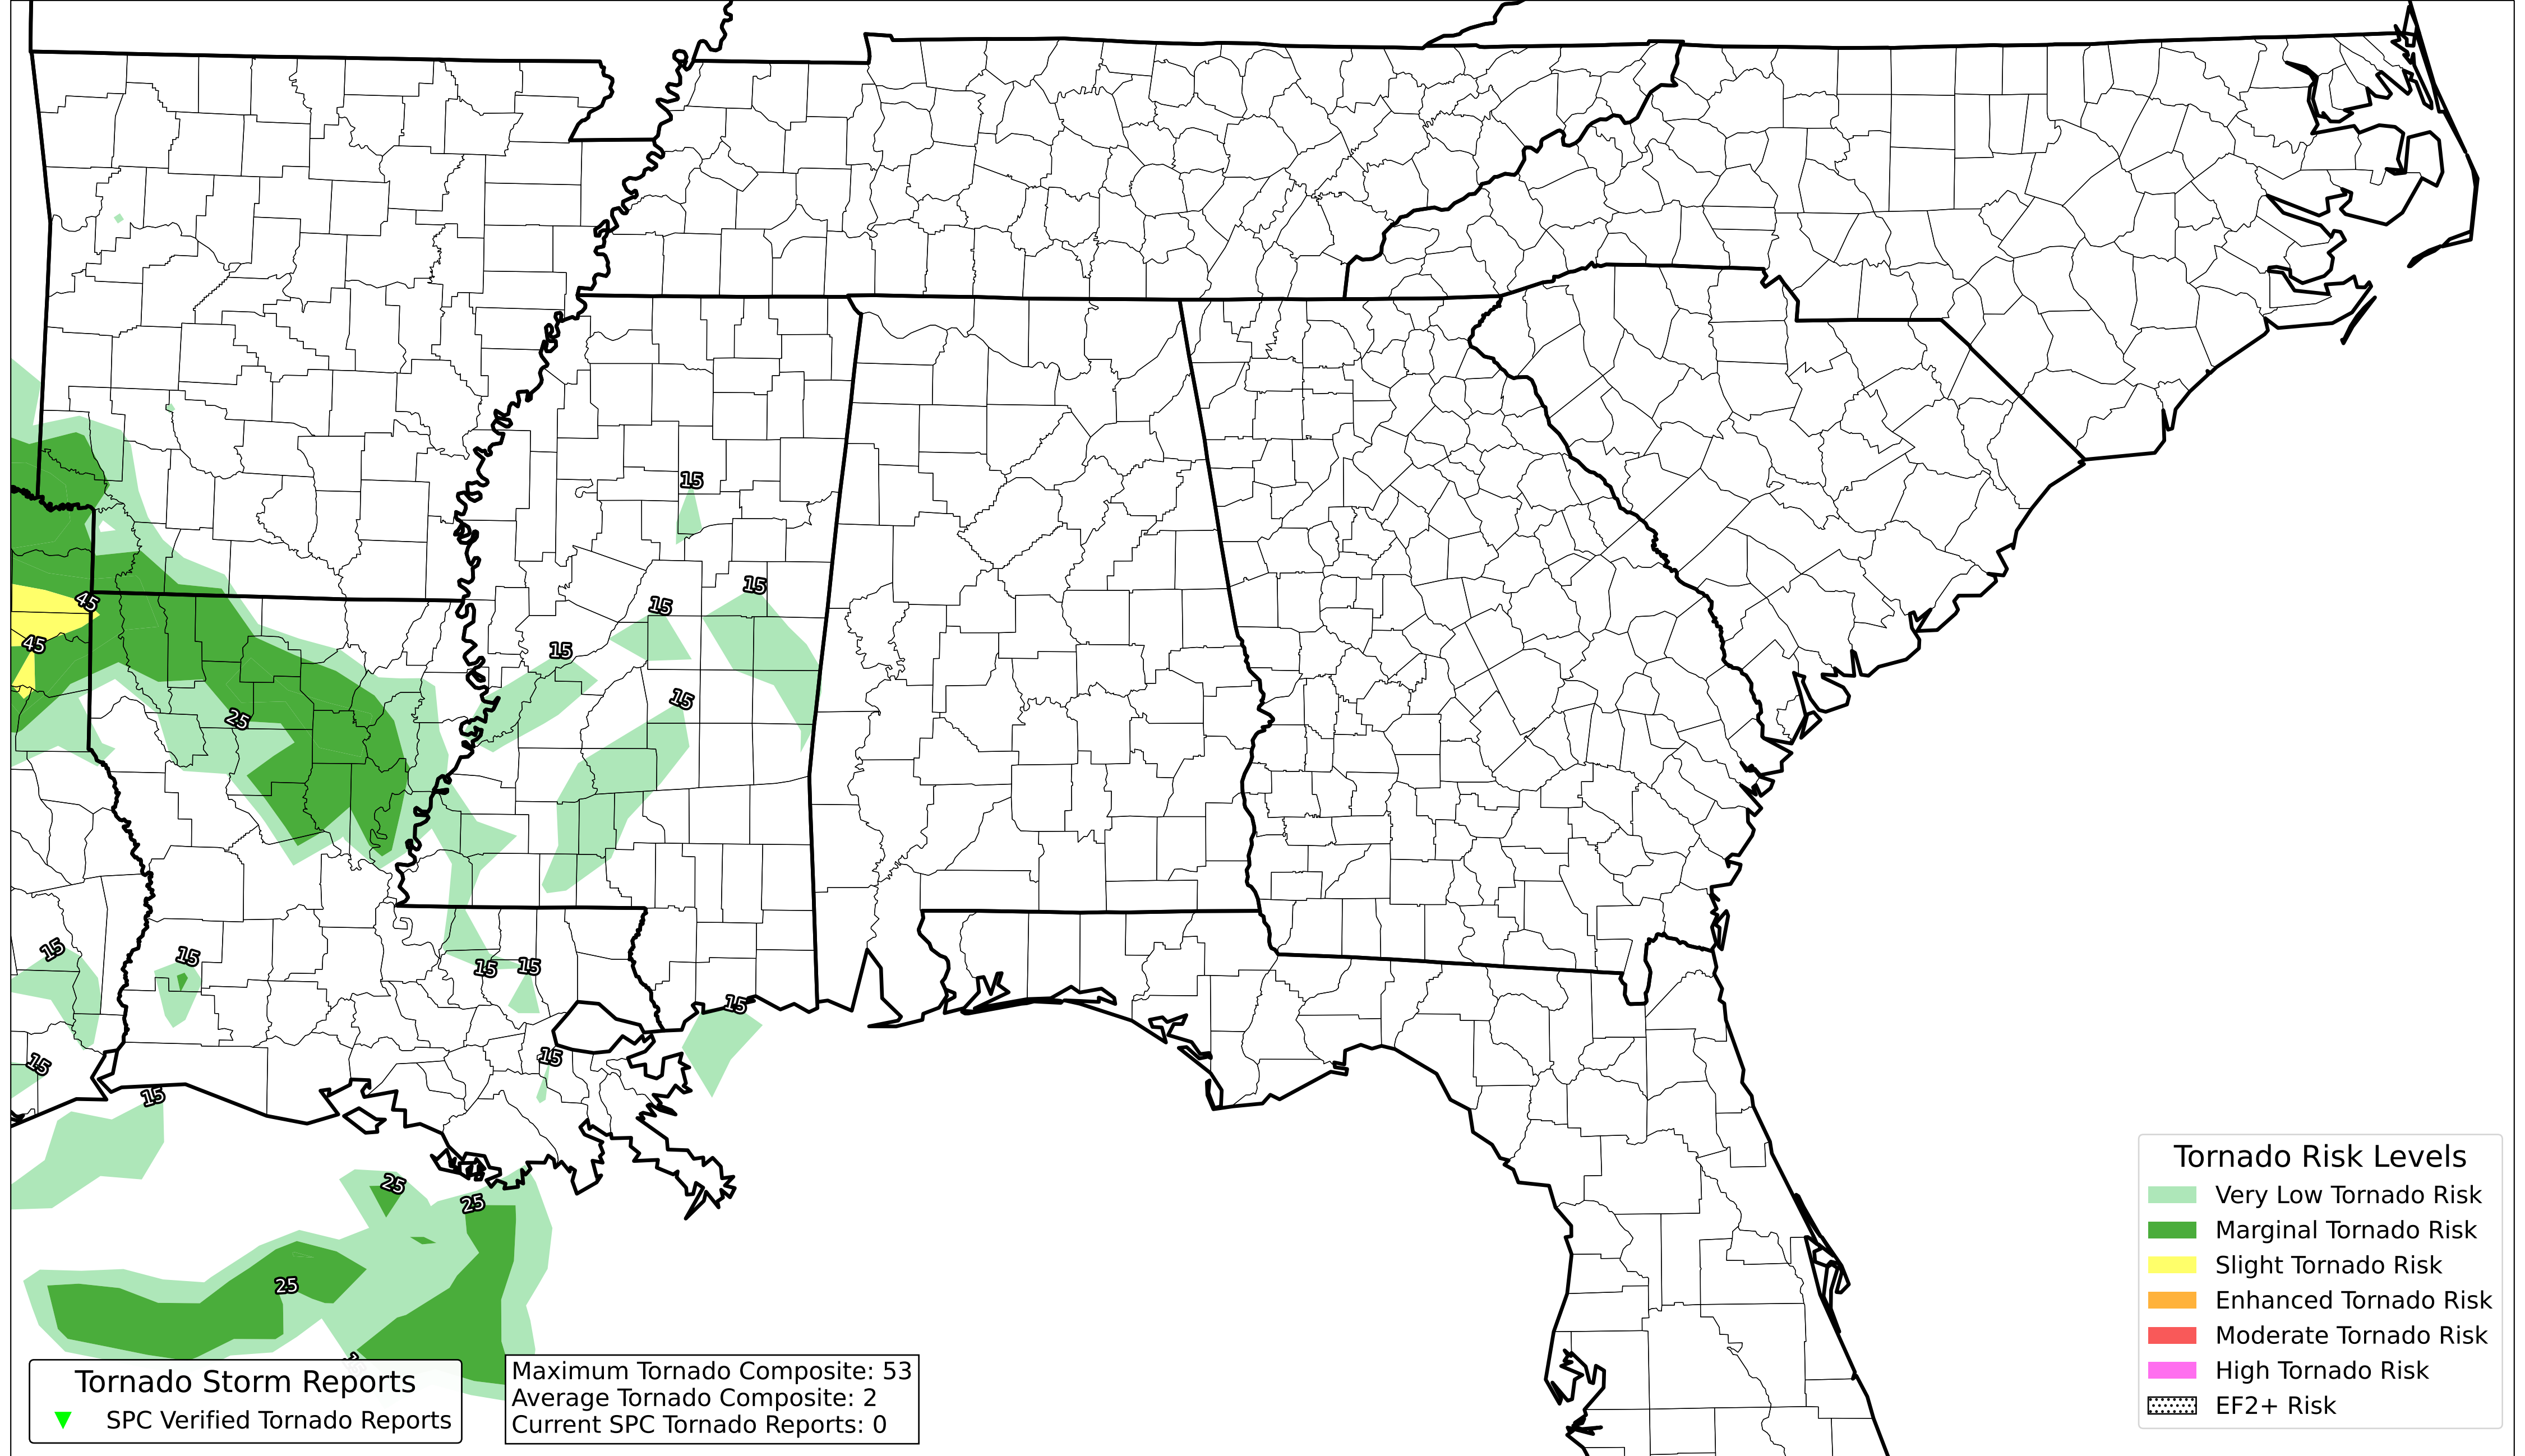 15
15
45
15
15
45
15
25
15
15
15
15
15
15
15
15
25
25
25
Tornado Risk Levels
Very Low Tornado Risk
Marginal Tornado Risk
Slight Tornado Risk
Enhanced Tornado Risk
Moderate Tornado Risk
High Tornado Risk
EF2+ Risk
Tornado Storm Reports
SPC Verified Tornado Reports
Maximum Tornado Composite: 53
Average Tornado Composite: 2
Current SPC Tornado Reports: 0